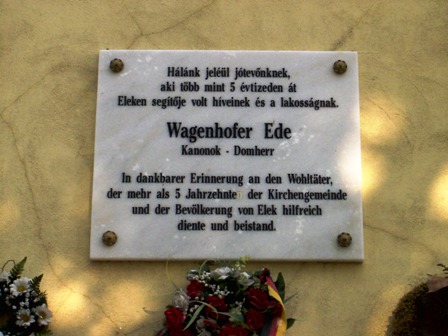 Hálánk jeléül jótevőnknek,
aki több mint 5 évtizeden át
Eleken segítője volt híveinek és a lakosságnak.
Wagenhofer Ede
Kanonok - Domherr
In dankbarer Erinnerung an den Wohltäter,
der mehr als 5 Jahrzehnte der Kirchengemeinde
und der Bevölkerung von Elek hilfreich
diente und beistand.